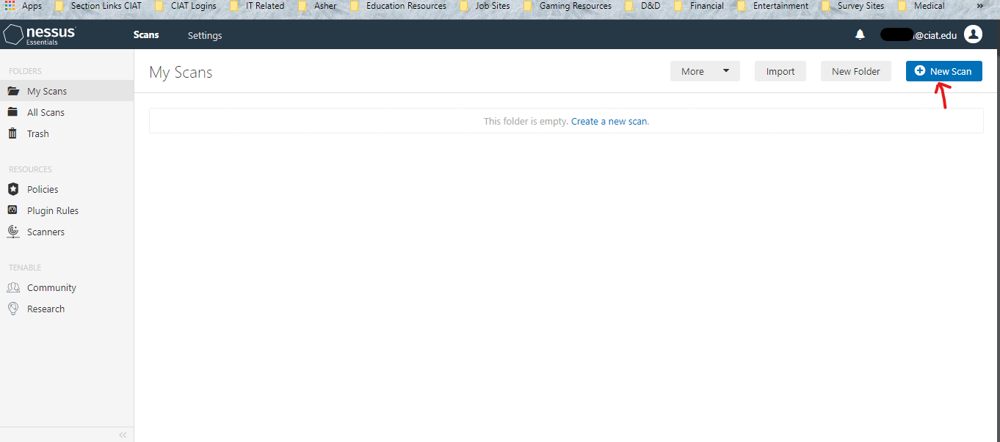 Apps Section Links CIAT CIAT Logins IT Related Asher Education Resources Job Sites Gaming Resources D&D Financial Entertainment Survey Sites Medical »
nessus Essentials Scans Settings @ciat.edu
FOLDERS
My Scans
All Scans
Trash
RESOURCES
Policies
Plugin Rules
Scanners
TENABLE
Community
Research
My Scans More Import New Folder New Scan
This folder is empty. Create a new scan.